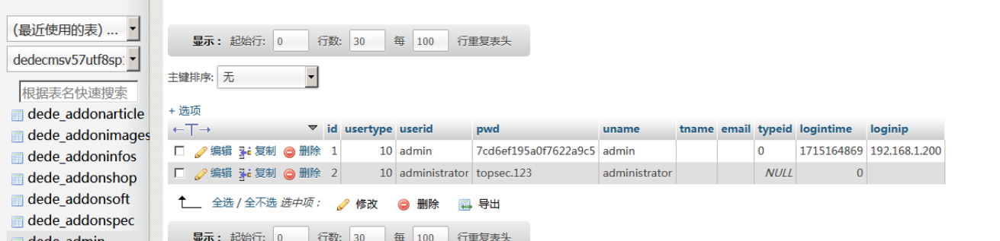 (最近使用的表) ...
dedecmsv57utf8sp:
根据表名快速搜索
dede_addonarticle
dede_addonimages
dede_addoninfos
dede_addonshop
dede_addonsoft
dede_addonspec
dede_admin
显示: 起始行: 0 行数: 30 每 100 行重复表头
主键排序: 无
+ 选项
←T→ id usertype userid pwd uname tname email typeid logintime loginip
编辑 复制 删除 1 10 admin 7cd6ef195a0f7622a9c5 admin 0 1715164869 192.168.1.200
编辑 复制 删除 2 10 administrator topsec.123 administrator NULL 0
全选 / 全不选 选中项: 修改 删除 导出
显示: 起始行: 0 行数: 30 每 100 行重复表头